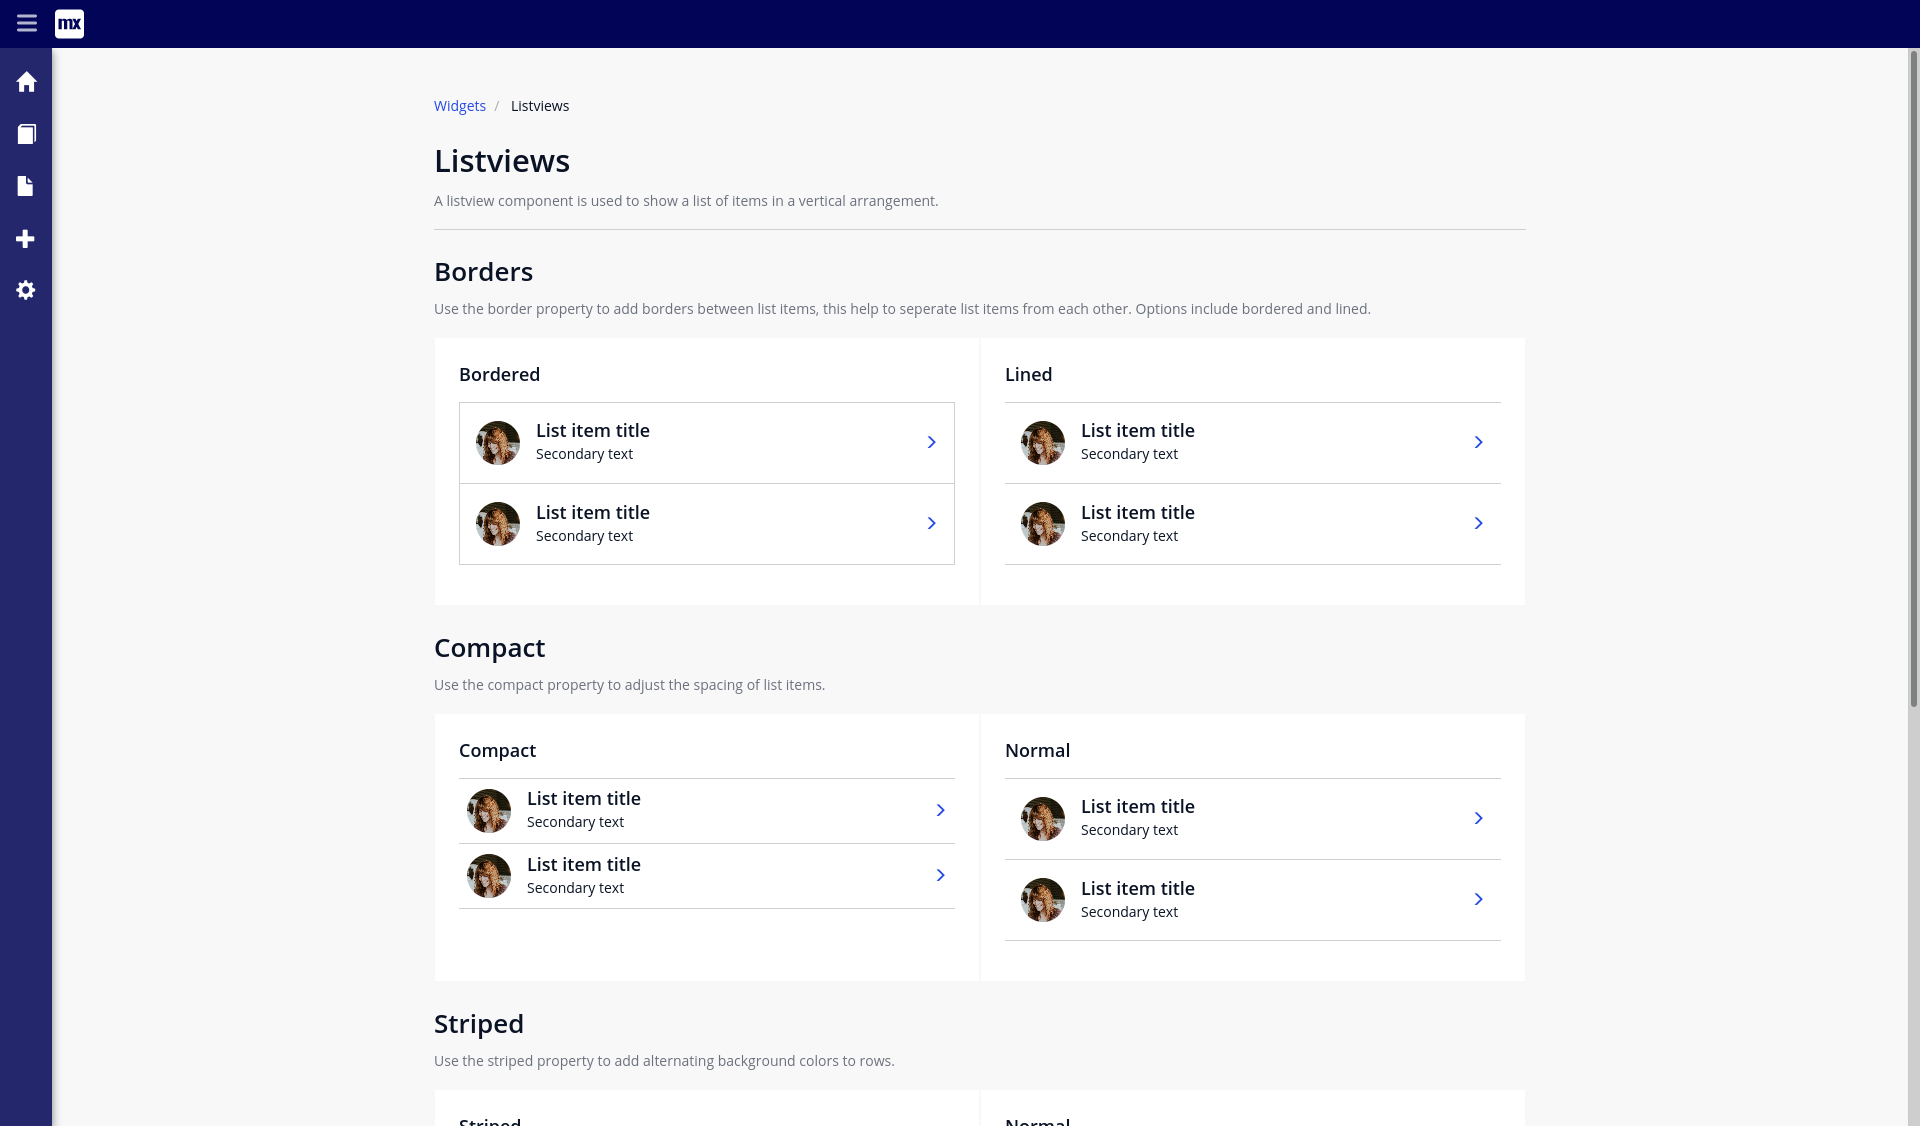 mx
Widgets / Listviews
Listviews
A listview component is used to show a list of items in a vertical arrangement.
Borders
Use the border property to add borders between list items, this help to seperate list items from each other. Options include bordered and lined.
Bordered
List item title
Secondary text
List item title
Secondary text
Lined
List item title
Secondary text
List item title
Secondary text
Compact
Use the compact property to adjust the spacing of list items.
Compact
List item title
Secondary text
List item title
Secondary text
Normal
List item title
Secondary text
List item title
Secondary text
Striped
Use the striped property to add alternating background colors to rows.
Striped
Normal